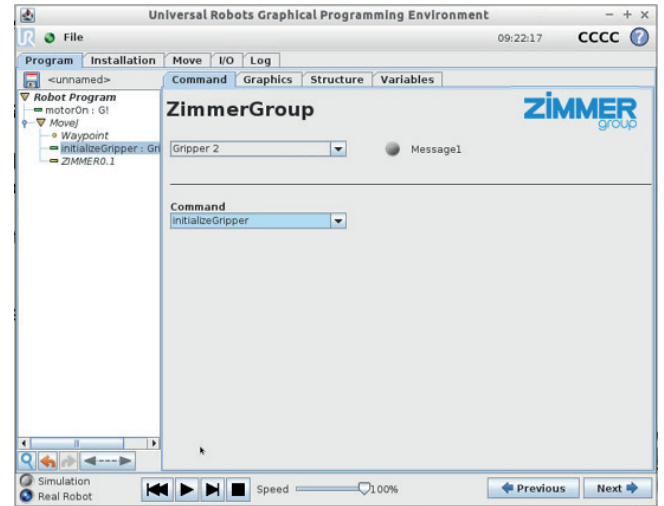 Universal Robots Graphical Programming Environment
File 09:22:17 CCCC ?
Program Installation Move I/O Log
<unnamed> Command Graphics Structure Variables
Robot Program
motorOn : G!
MoveJ
Waypoint
initializeGripper : Gri
ZIMMER0.1
ZimmerGroup
ZIMMER
group
Gripper 2 Message1
Command
initializeGripper
Simulation
Real Robot
Speed 100% Previous Next